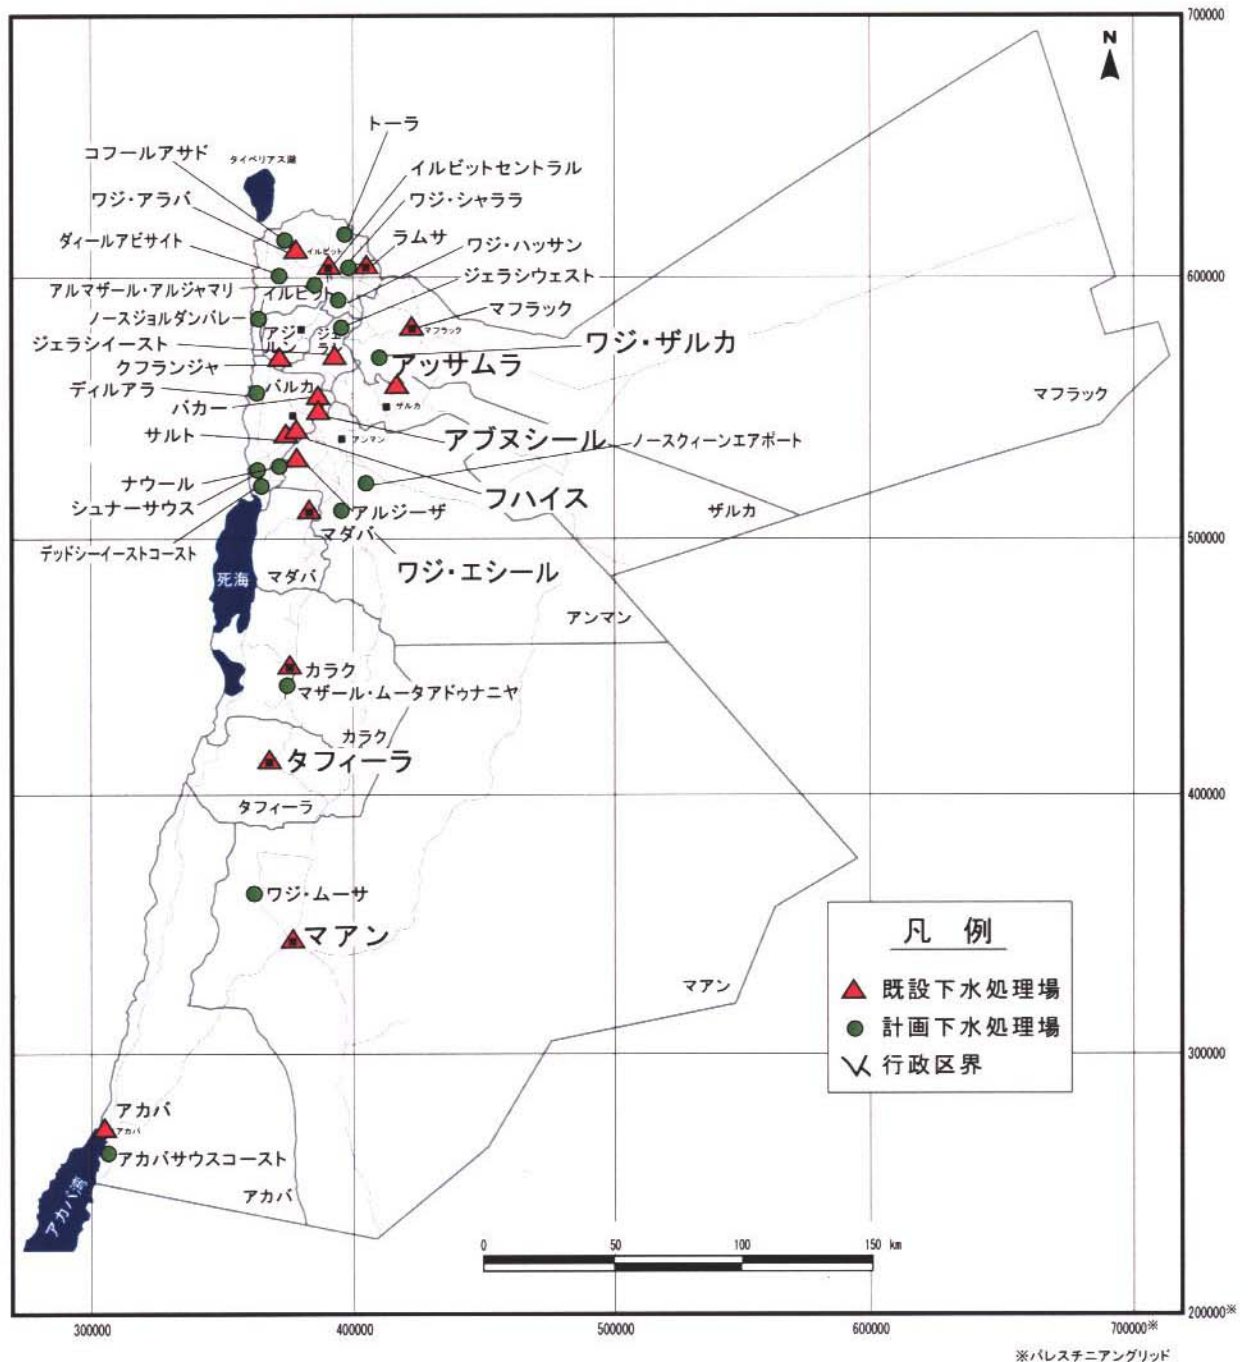 700000
N
トーラ
コフールアサド
タイベリアス湖
イルビットセントラル
ワジ・アラバ
ワジ・シャララ
ディールアビサイト
イルビット
ラムサ
ワジ・ハッサン
600000
ジェラシウェスト
アルマザール・アルジャマリ
イルビット
マフラック
ノースジョルダンバレー
マフラック
アジルン
ジェラシ
ワジ・ザルカ
ジェラシイースト
アッサムラ
クフランジャ
ディルアラ
バルカ
マフラック
バカー
ザルカ
サルト
アンマン
アブヌシール
ノースクィーンエアポート
ナウール
フハイス
シュナーサウス
アルジーザ
ザルカ
マダバ
デッドシーイーストコースト
500000
死海
マダバ
ワジ・エシール
アンマン
カラク
マザール・ムータアドゥナニヤ
カラク
タフィーラ
400000
タフィーラ
ワジ・ムーサ
マアン
凡 例
マアン
既設下水処理場
計画下水処理場
300000
行政区界
アカバ
アカバ
アカバサウスコースト
アカバ湾
アカバ
0 50 100 150 km
200000※
300000 400000 500000 600000 700000※
※パレスチニアングリッド